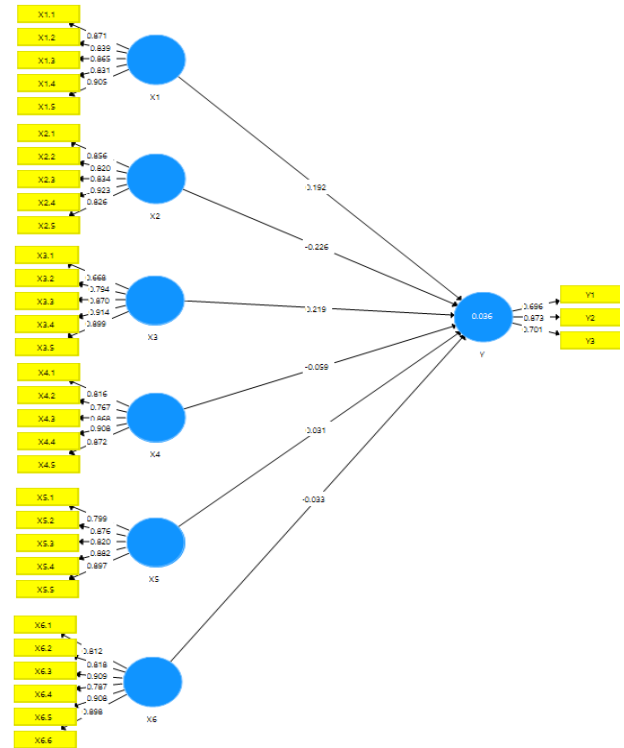 X1.1
X1.2
X1.3
X1.4
X1.5
0.871
0.839
0.865
0.831
0.905
X1
X2.1
X2.2
X2.3
X2.4
X2.5
0.856
0.820
0.834
0.923
0.826
X2
X3.1
X3.2
X3.3
X3.4
X3.5
0.668
0.794
0.870
0.914
0.899
X3
X4.1
X4.2
X4.3
X4.4
X4.5
0.816
0.767
0.868
0.908
0.872
X4
X5.1
X5.2
X5.3
X5.4
X5.5
0.799
0.876
0.820
0.882
0.897
X5
X6.1
X6.2
X6.3
X6.4
X6.5
X6.6
0.812
0.818
0.909
0.787
0.908
0.898
X6
0.192
-0.226
0.219
-0.059
0.031
-0.033
0.036
Y
0.696
0.873
0.701
Y1
Y2
Y3